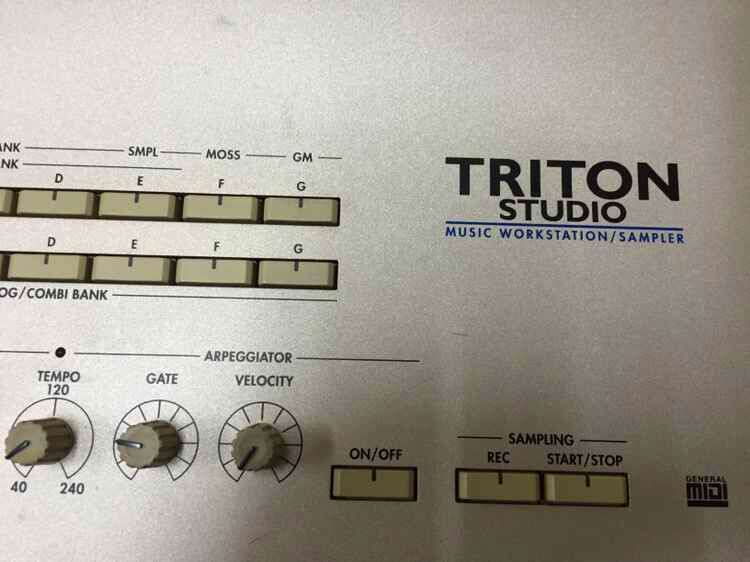 ANK SMPL MOSS GM
NK
D E F G
TRITON
STUDIO
MUSIC WORKSTATION/SAMPLER
D E F G
OG/COMBI BANK
ARPEGGIATOR
TEMPO GATE VELOCITY
120
40 240
ON/OFF
SAMPLING
REC START/STOP
GENERAL
MIDI